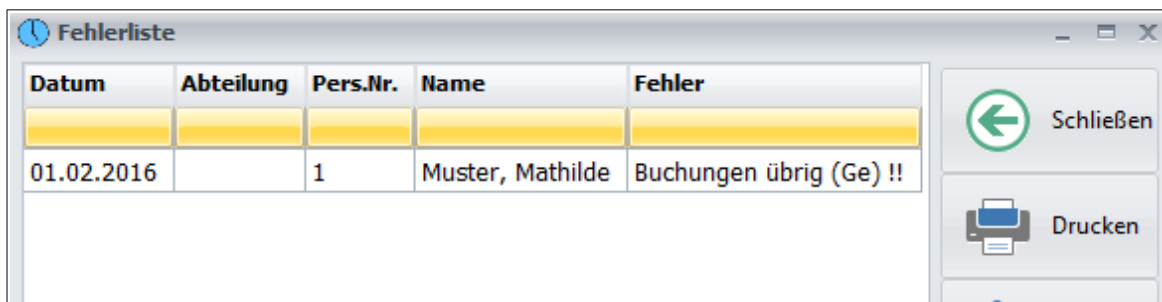 Fehlerliste
Datum Abteilung Pers.Nr. Name Fehler
Schließen
01.02.2016 1 Muster, Mathilde Buchungen übrig (Ge) !!
Drucken